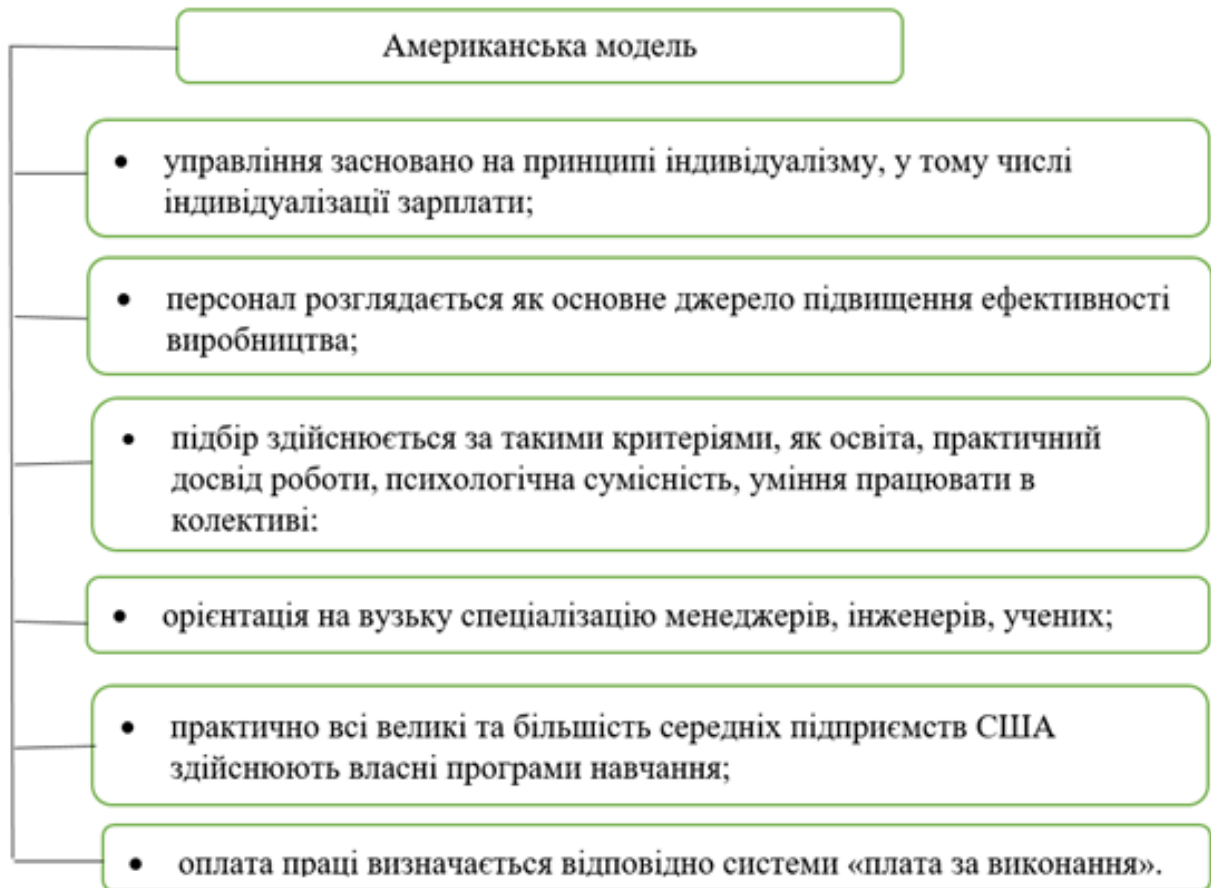 Американська модель
• управління засновано на принципі індивідуалізму, у тому числі
індивідуалізації зарплати;
• персонал розглядається як основне джерело підвищення ефективності
виробництва;
• підбір здійснюється за такими критеріями, як освіта, практичний
досвід роботи, психологічна сумісність, уміння працювати в
колективі:
• орієнтація на вузьку спеціалізацію менеджерів, інженерів, учених;
• практично всі великі та більшість середніх підприємств США
здійснюють власні програми навчання;
• оплата праці визначається відповідно системи «плата за виконання».